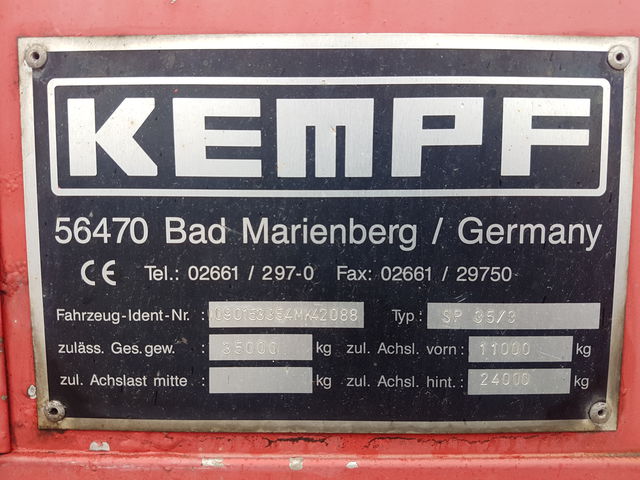 KEMPF
56470 Bad Marienberg / Germany
CE Tel.: 02661 / 297-0 Fax: 02661 / 29750
Fahrzeug-Ident-Nr. : Typ : SP 35/3
zuläss. Ges.gew. : 35000 kg zul. Achsl. vorn : 11000 kg
zul. Achslast mitte : kg zul. Achsl. hint. : 24000 kg